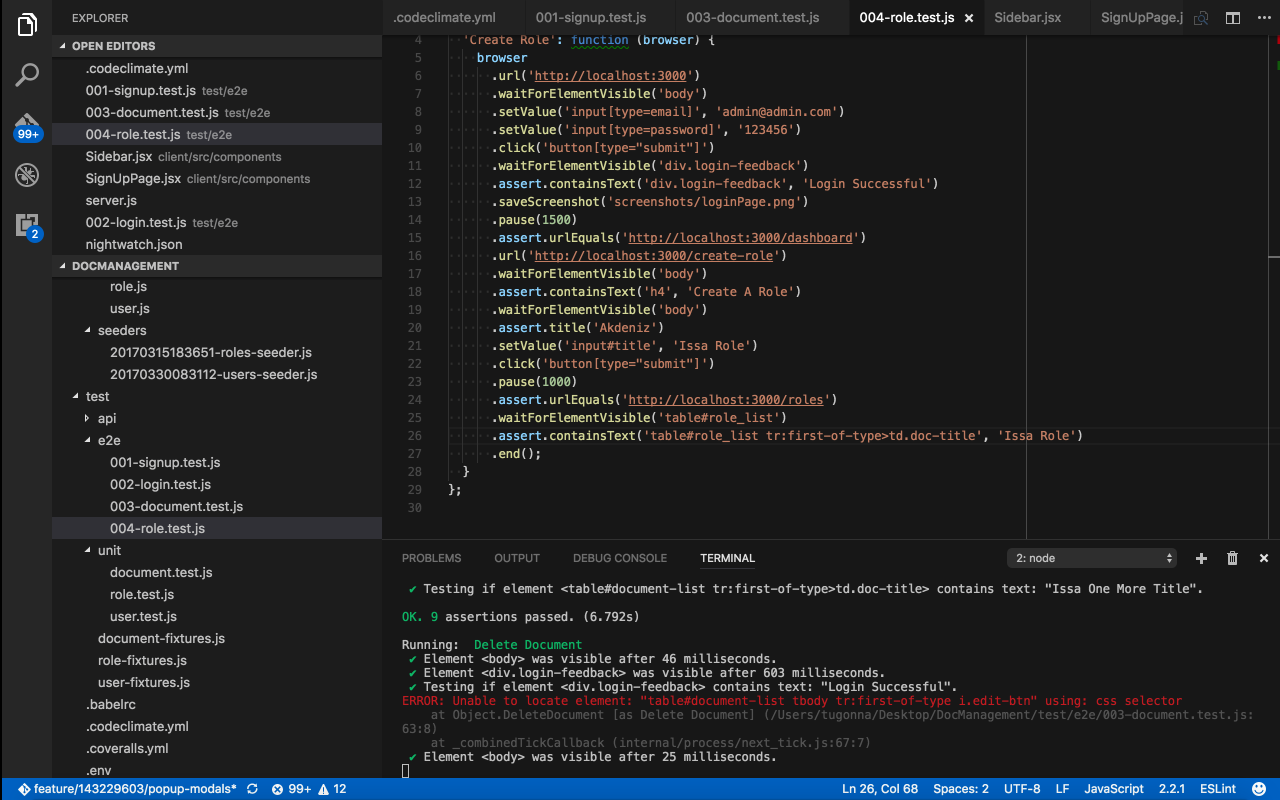 EXPLORER
OPEN EDITORS
.codeclimate.yml
001-signup.test.js test/e2e
003-document.test.js test/e2e
004-role.test.js test/e2e
Sidebar.jsx client/src/components
SignUpPage.jsx client/src/components
server.js
002-login.test.js test/e2e
nightwatch.json
DOCMANAGEMENT
role.js
user.js
seeders
20170315183651-roles-seeder.js
20170330083112-users-seeder.js
test
api
e2e
001-signup.test.js
002-login.test.js
003-document.test.js
004-role.test.js
unit
document.test.js
role.test.js
user.test.js
document-fixtures.js
role-fixtures.js
user-fixtures.js
.babelrc
.codeclimate.yml
.coveralls.yml
.env
99+
2
.codeclimate.yml 001-signup.test.js 003-document.test.js 004-role.test.js Sidebar.jsx SignUpPage.j
4 'Create Role': function (browser) {
5 browser
6 .url('http://localhost:3000')
7 .waitForElementVisible('body')
8 .setValue('input[type=email]', 'admin@admin.com')
9 .setValue('input[type=password]', '123456')
10 .click('button[type="submit"]')
11 .waitForElementVisible('div.login-feedback')
12 .assert.containsText('div.login-feedback', 'Login Successful')
13 .saveScreenshot('screenshots/loginPage.png')
14 .pause(1500)
15 .assert.urlEquals('http://localhost:3000/dashboard')
16 .url('http://localhost:3000/create-role')
17 .waitForElementVisible('body')
18 .assert.containsText('h4', 'Create A Role')
19 .waitForElementVisible('body')
20 .assert.title('Akdeniz')
21 .setValue('input#title', 'Issa Role')
22 .click('button[type="submit"]')
23 .pause(1000)
24 .assert.urlEquals('http://localhost:3000/roles')
25 .waitForElementVisible('table#role_list')
26 .assert.containsText('table#role_list tr:first-of-type>td.doc-title', 'Issa Role')
27 .end();
28 }
29 };
30
PROBLEMS OUTPUT DEBUG CONSOLE TERMINAL 2: node
✔ Testing if element <table#document-list tr:first-of-type>td.doc-title> contains text: "Issa One More Title".
OK. 9 assertions passed. (6.792s)
Running: Delete Document
✔ Element <body> was visible after 46 milliseconds.
✔ Element <div.login-feedback> was visible after 603 milliseconds.
✔ Testing if element <div.login-feedback> contains text: "Login Successful".
ERROR: Unable to locate element: "table#document-list tbody tr:first-of-type i.edit-btn" using: css selector
at Object.DeleteDocument [as Delete Document] (/Users/tugonna/Desktop/DocManagement/test/e2e/003-document.test.js:
63:8)
at _combinedTickCallback (internal/process/next_tick.js:67:7)
✔ Element <body> was visible after 25 milliseconds.
feature/143229603/popup-modals* 99+ 12 Ln 26, Col 68 Spaces: 2 UTF-8 LF JavaScript 2.2.1 ESLint